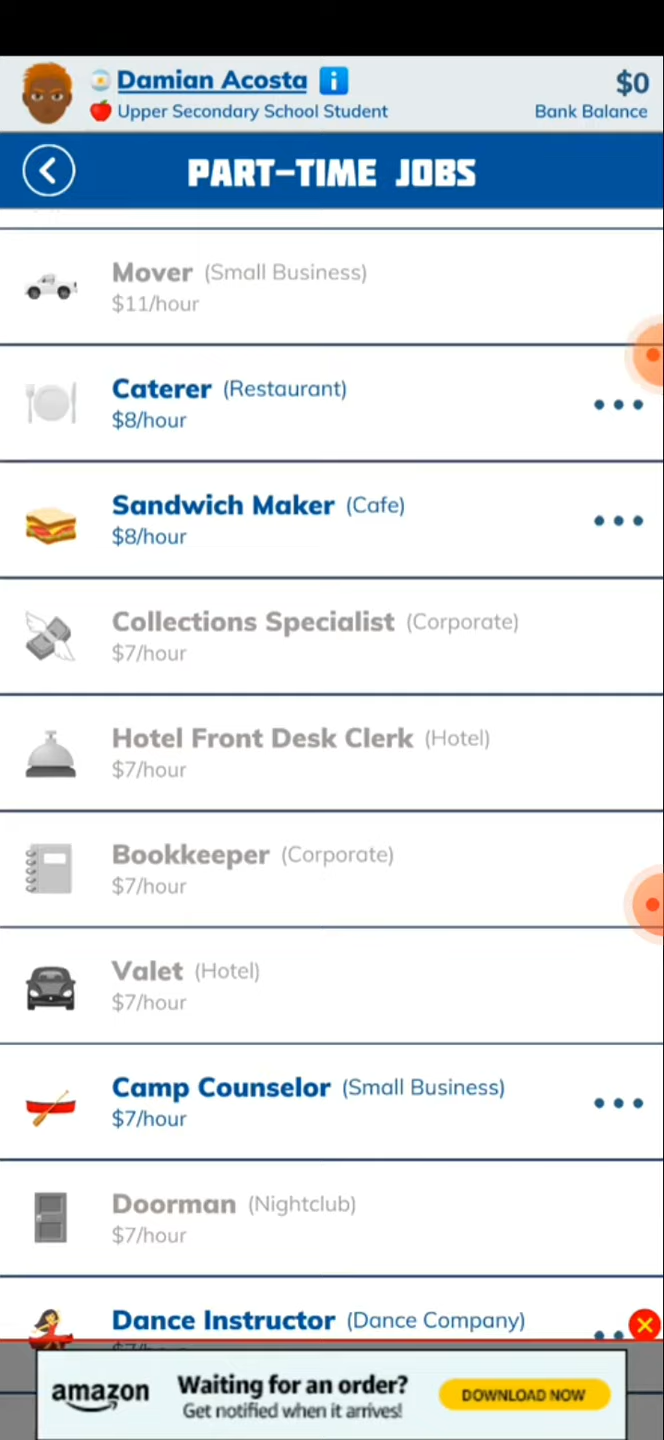 Damian Acosta i $0
Upper Secondary School Student Bank Balance
PART-TIME JOBS
Mover (Small Business)
$11/hour
Caterer (Restaurant)
$8/hour
Sandwich Maker (Cafe)
$8/hour
Collections Specialist (Corporate)
$7/hour
Hotel Front Desk Clerk (Hotel)
$7/hour
Bookkeeper (Corporate)
$7/hour
Valet (Hotel)
$7/hour
Camp Counselor (Small Business)
$7/hour
Doorman (Nightclub)
$7/hour
Dance Instructor (Dance Company)
amazon Waiting for an order? DOWNLOAD NOW
Get notified when it arrives!